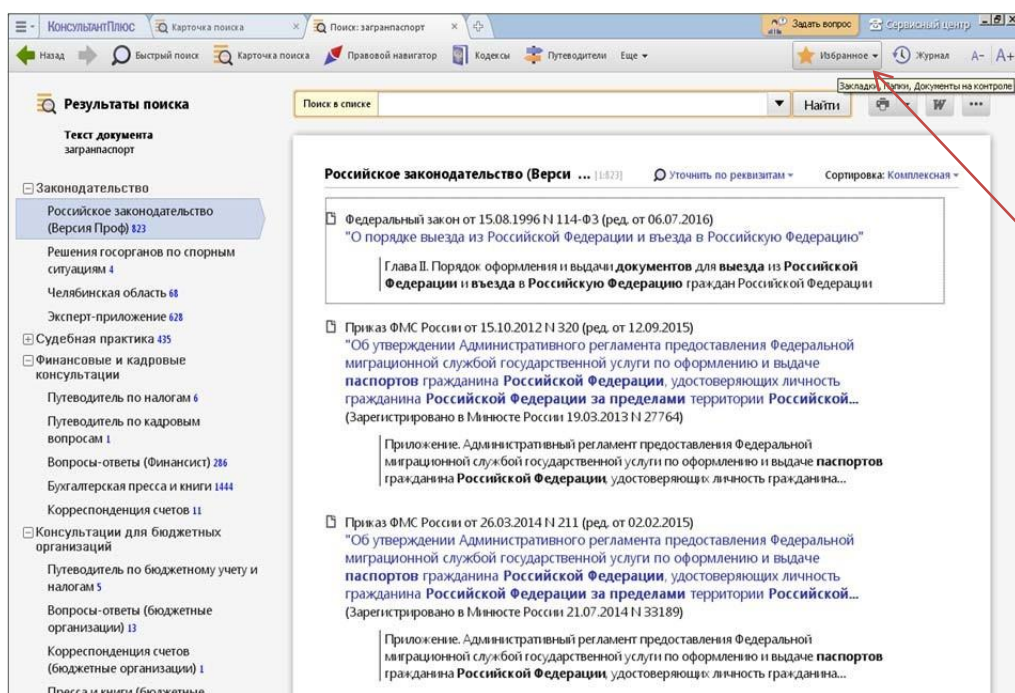 КонсультантПлюс
Карточка поиска
Поиск: загранпаспорт
Задать вопрос
Сервисный центр
Назад
Быстрый поиск
Карточка поиска
Правовой навигатор
Кодексы
Путеводители
Еще
Избранное
Журнал
A- A+
Закладки, Папки, Документы на контроле
Результаты поиска
Текст документа
загранпаспорт
Законодательство
Российское законодательство
(Версия Проф) 823
Решения госорганов по спорным
ситуациям 4
Челябинская область 68
Эксперт-приложение 628
Судебная практика 435
Финансовые и кадровые
консультации
Путеводитель по налогам 6
Путеводитель по кадровым
вопросам 1
Вопросы-ответы (Финансист) 286
Бухгалтерская пресса и книги 1444
Корреспонденция счетов 11
Консультации для бюджетных
организаций
Путеводитель по бюджетному учету и
налогам 5
Вопросы-ответы (бюджетные
организации) 13
Корреспонденция счетов
(бюджетные организации) 1
Пресса и книги (бюджетные
Поиск в списке
Найти
W
Российское законодательство (Верси ... [1:823]
Уточнить по реквизитам
Сортировка: Комплексная
Федеральный закон от 15.08.1996 N 114-ФЗ (ред. от 06.07.2016)
"О порядке выезда из Российской Федерации и въезда в Российскую Федерацию"
Глава II. Порядок оформления и выдачи документов для выезда из Российской
Федерации и въезда в Российскую Федерацию граждан Российской Федерации
Приказ ФМС России от 15.10.2012 N 320 (ред. от 12.09.2015)
"Об утверждении Административного регламента предоставления Федеральной
миграционной службой государственной услуги по оформлению и выдаче
паспортов гражданина Российской Федерации, удостоверяющих личность
гражданина Российской Федерации за пределами территории Российской...
(Зарегистрировано в Минюсте России 19.03.2013 N 27764)
Приложение. Административный регламент предоставления Федеральной
миграционной службой государственной услуги по оформлению и выдаче паспортов
гражданина Российской Федерации, удостоверяющих личность гражданина...
Приказ ФМС России от 26.03.2014 N 211 (ред. от 02.02.2015)
"Об утверждении Административного регламента предоставления Федеральной
миграционной службой государственной услуги по оформлению и выдаче
паспортов гражданина Российской Федерации, удостоверяющих личность
гражданина Российской Федерации за пределами территории Российской...
(Зарегистрировано в Минюсте России 21.07.2014 N 33189)
Приложение. Административный регламент предоставления Федеральной
миграционной службой государственной услуги по оформлению и выдаче паспортов
гражданина Российской Федерации, удостоверяющих личность гражданина...